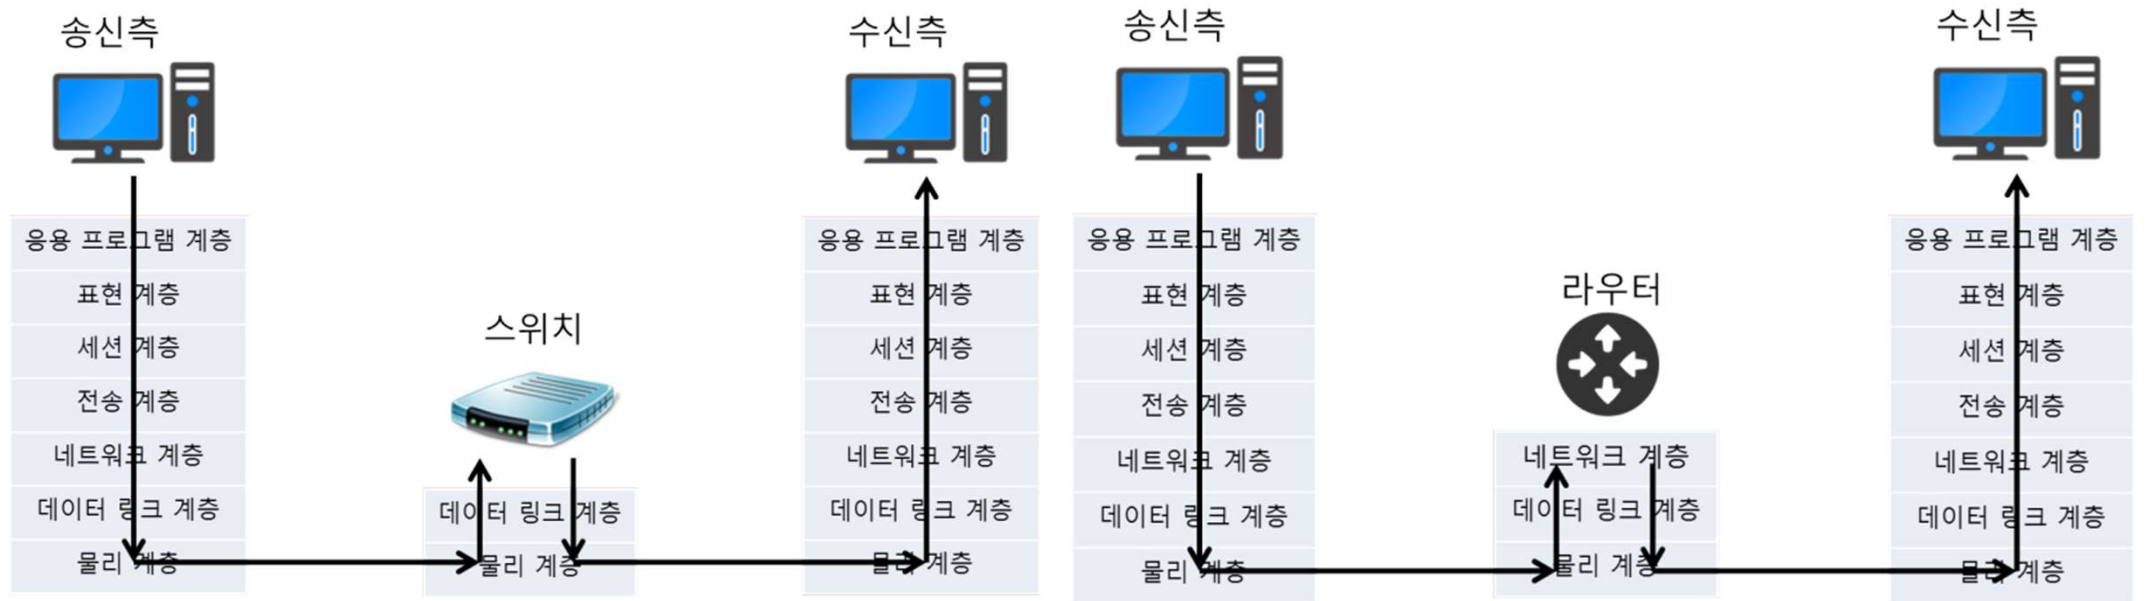 송신측
응용 프로그램 계층
표현 계층
세션 계층
전송 계층
네트워크 계층
데이터 링크 계층
물리 계층
스위치
데이터 링크 계층
물리 계층
수신측
응용 프로그램 계층
표현 계층
세션 계층
전송 계층
네트워크 계층
데이터 링크 계층
물리 계층
송신측
응용 프로그램 계층
표현 계층
세션 계층
전송 계층
네트워크 계층
데이터 링크 계층
물리 계층
라우터
네트워크 계층
데이터 링크 계층
물리 계층
수신측
응용 프로그램 계층
표현 계층
세션 계층
전송 계층
네트워크 계층
데이터 링크 계층
물리 계층